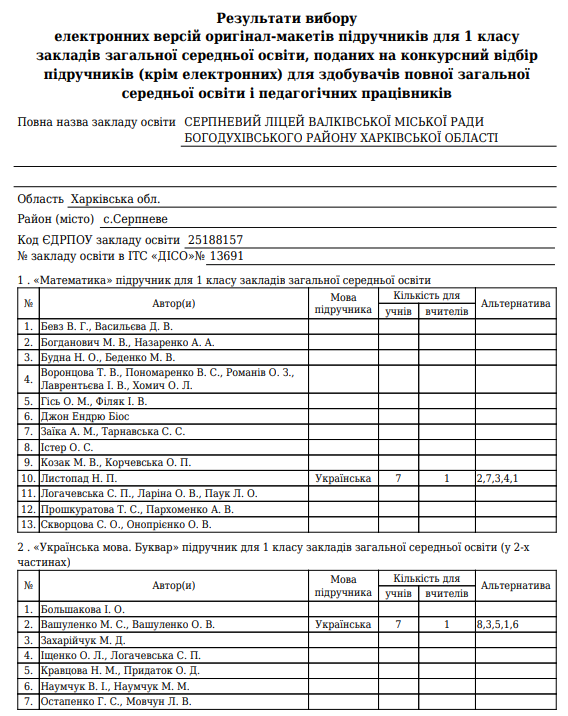 Результати вибору
електронних версій оригінал-макетів підручників для 1 класу
закладів загальної середньої освіти, поданих на конкурсний відбір
підручників (крім електронних) для здобувачів повної загальної
середньої освіти і педагогічних працівників
Повна назва закладу освіти СЕРПНЕВИЙ ЛІЦЕЙ ВАЛКІВСЬКОЇ МІСЬКОЇ РАДИ
БОГОДУХІВСЬКОГО РАЙОНУ ХАРКІВСЬКОЇ ОБЛАСТІ
Область Харківська обл.
Район (місто) с.Серпневе
Код ЄДРПОУ закладу освіти 25188157
№ закладу освіти в ІТС «ДІСО»№ 13691
1 . «Математика» підручник для 1 класу закладів загальної середньої освіти
№ Автор(и) Мова підручника Кількість для учнів вчителів Альтернатива
1. Бевз В. Г., Васильєва Д. В.
2. Богданович М. В., Назаренко А. А.
3. Будна Н. О., Беденко М. В.
4. Воронцова Т. В., Пономаренко В. С., Романів О. З.,
Лаврентьєва І. В., Хомич О. Л.
5. Гісь О. М., Філяк І. В.
6. Джон Ендрю Біос
7. Заїка А. М., Тарнавська С. С.
8. Істер О. С.
9. Козак М. В., Корчевська О. П.
10. Листопад Н. П. Українська 7 1 2,7,3,4,1
11. Логачевська С. П., Ларіна О. В., Паук Л. О.
12. Прошкуратова Т. С., Пархоменко А. В.
13. Скворцова С. О., Онопрієнко О. В.
2 . «Українська мова. Буквар» підручник для 1 класу закладів загальної середньої освіти (у 2-х
частинах)
№ Автор(и) Мова підручника Кількість для учнів вчителів Альтернатива
1. Большакова І. О.
2. Вашуленко М. С., Вашуленко О. В. Українська 7 1 8,3,5,1,6
3. Захарійчук М. Д.
4. Іщенко О. Л., Логачевська С. П.
5. Кравцова Н. М., Придаток О. Д.
6. Наумчук В. І., Наумчук М. М.
7. Остапенко Г. С., Мовчун Л. В.